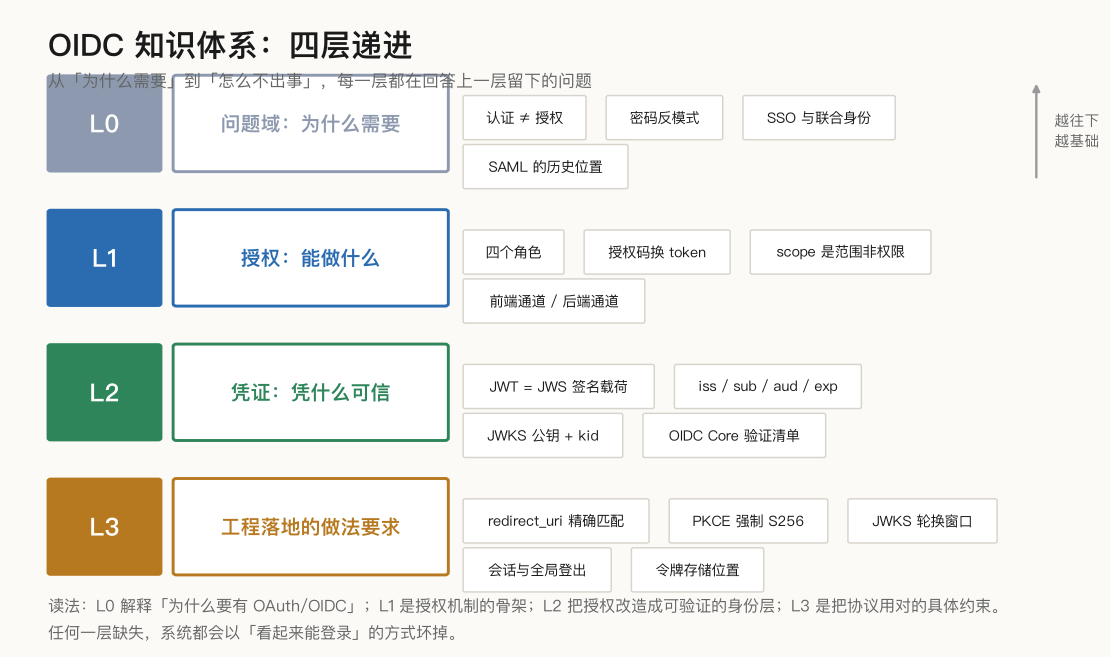 OIDC 知识体系：四层递进
从「为什么需要」到「怎么不出事」，每一层都在回答上一层留下的问题
L0
问题域：为什么需要
认证 ≠ 授权
密码反模式
SSO 与联合身份
SAML 的历史位置
越往下
越基础
L1
授权：能做什么
四个角色
授权码换 token
scope 是范围非权限
前端通道 / 后端通道
L2
凭证：凭什么可信
JWT = JWS 签名载荷
iss / sub / aud / exp
JWKS 公钥 + kid
OIDC Core 验证清单
L3
工程落地的做法要求
redirect_uri 精确匹配
PKCE 强制 S256
JWKS 轮换窗口
会话与全局登出
令牌存储位置
读法：L0 解释「为什么要有 OAuth/OIDC」；L1 是授权机制的骨架；L2 把授权改造成可验证的身份层；L3 是把协议用对的具体约束。
任何一层缺失，系统都会以「看起来能登录」的方式坏掉。